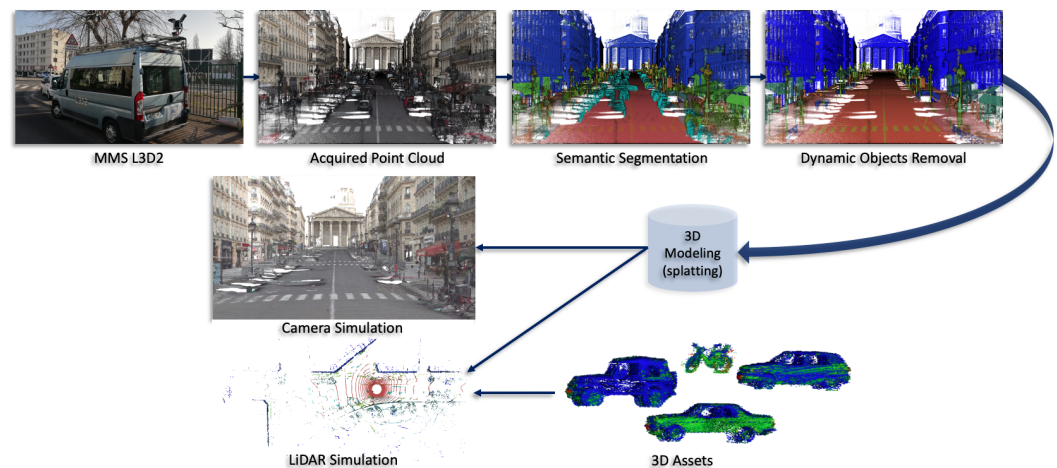 MMS L3D2
Acquired Point Cloud
Semantic Segmentation
Dynamic Objects Removal
3D
Modeling
(splatting)
Camera Simulation
LiDAR Simulation
3D Assets